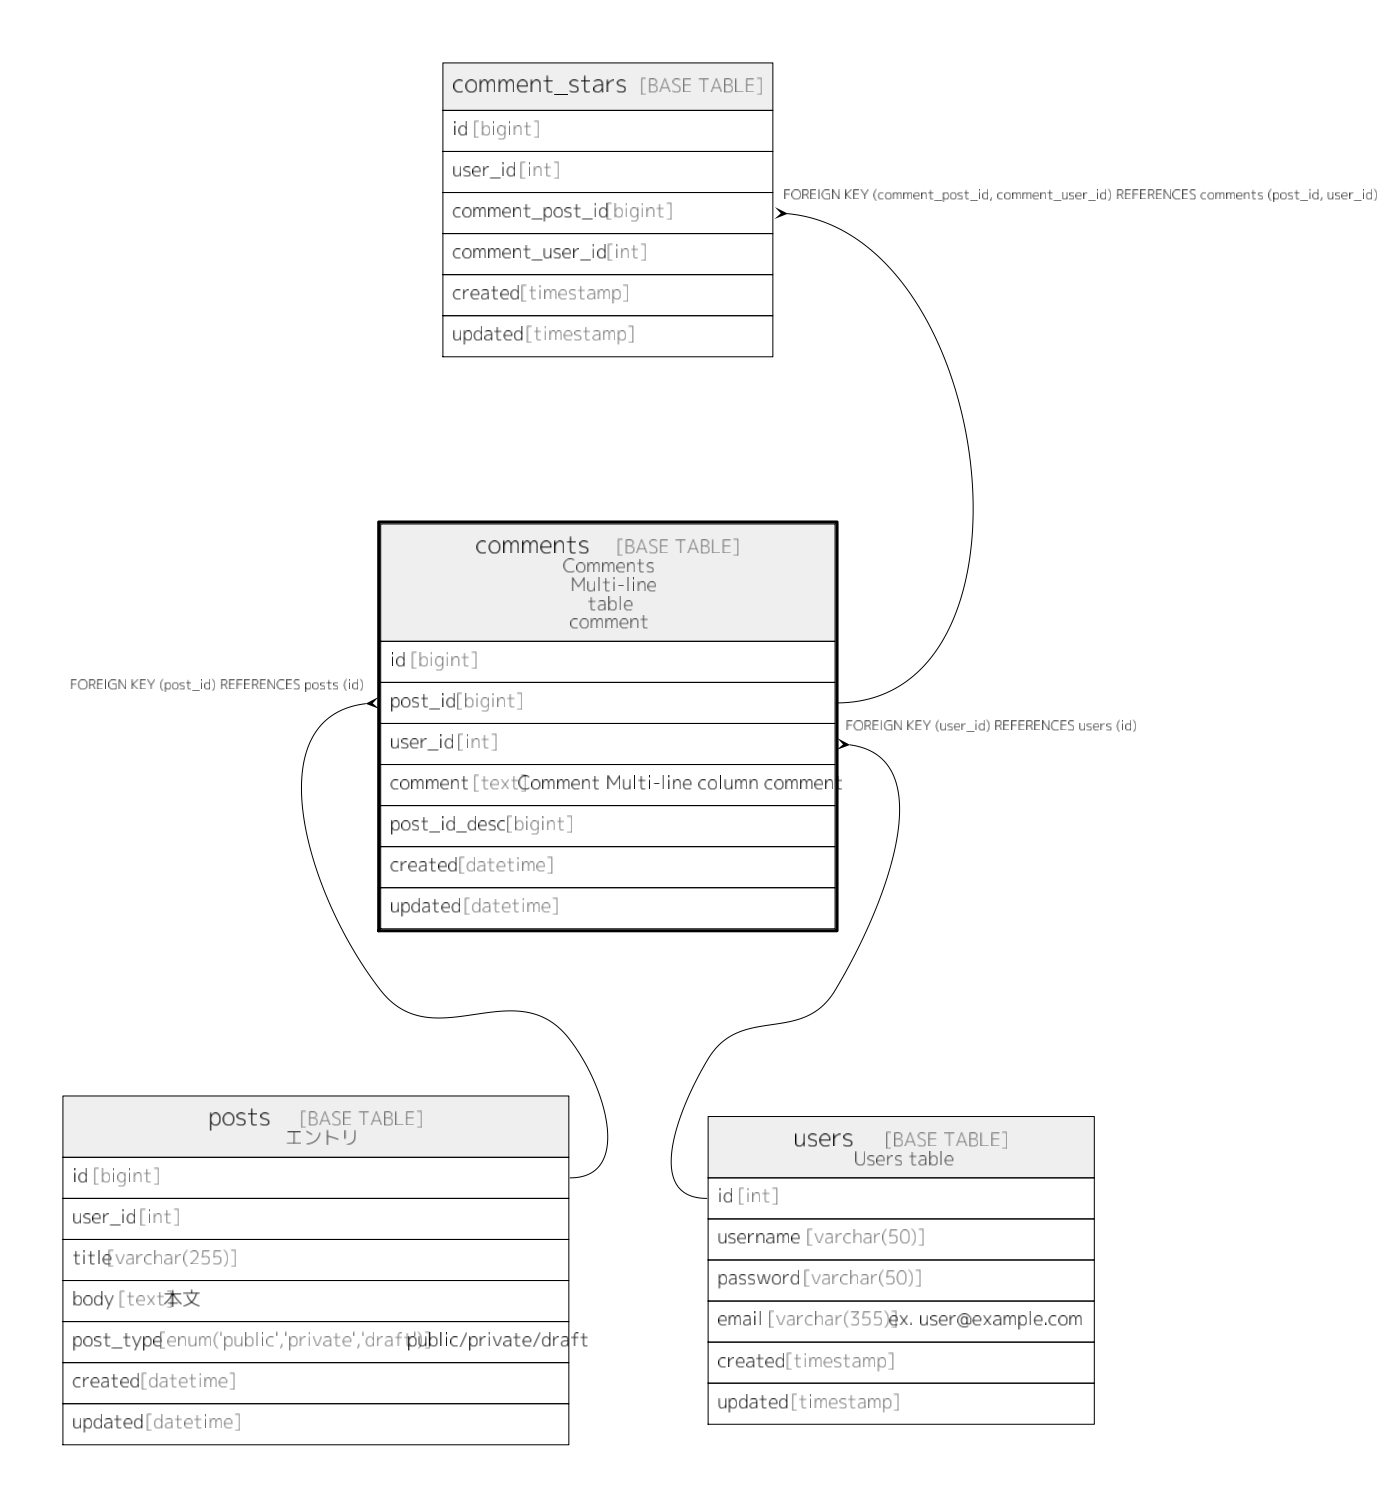 comment_stars [BASE TABLE]
id [bigint]
user_id [int]
FOREIGN KEY (comment_post_id, comment_user_id) REFERENCES comments (post_id, user_id)
comment_post_id [bigint]
comment_user_id [int]
created [timestamp]
updated [timestamp]
comments [BASE TABLE]
Comments
Multi-line
table
comment
id [bigint]
FOREIGN KEY (post_id) REFERENCES posts (id)
post_id [bigint]
FOREIGN KEY (user_id) REFERENCES users (id)
user_id [int]
comment [text] Comment Multi-line column comment
post_id_desc [bigint]
created [datetime]
updated [datetime]
posts [BASE TABLE]
エントリ
id [bigint]
user_id [int]
title [varchar(255)]
body [text] 本文
post_type [enum('public','private','draft')] public/private/draft
created [datetime]
updated [datetime]
users [BASE TABLE]
Users table
id [int]
username [varchar(50)]
password [varchar(50)]
email [varchar(355)] ex. user@example.com
created [timestamp]
updated [timestamp]